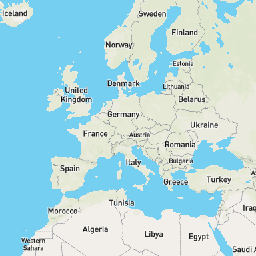 Iceland
Sweden
Finland
Norway
Estonia
Denmark
Lithuania
United
Kingdom
Belarus
Germany
Ukraine
France
Austria
Romania
Bulgaria
Spain
Italy
Greece
Turkey
Tunisia
Morocco
Algeria
Libya
Egypt
Iraq
Western
Sahara
Saudi Ar